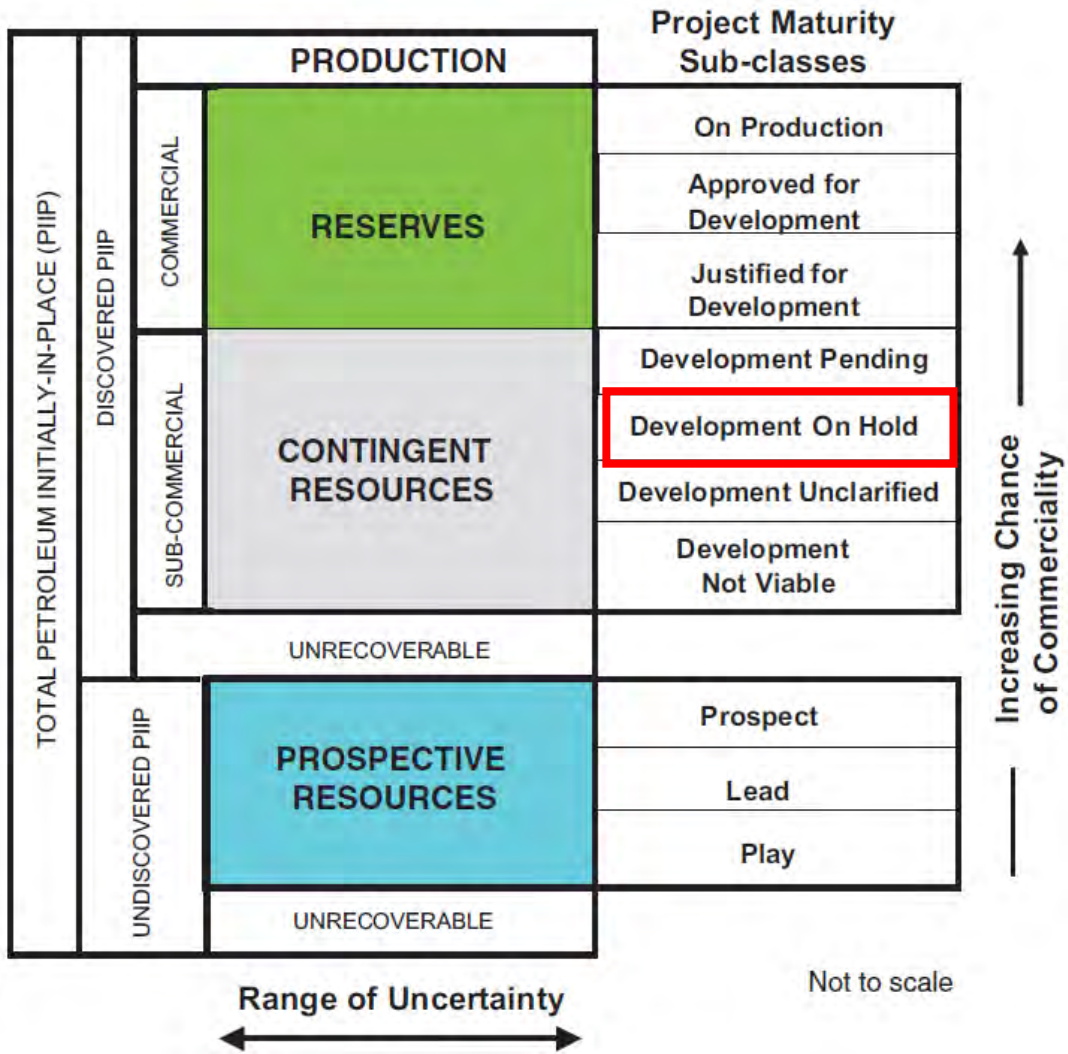 Project Maturity
Sub-classes
PRODUCTION
TOTAL PETROLEUM INITIALLY-IN-PLACE (PIIP)
DISCOVERED PIIP
COMMERCIAL
RESERVES
On Production
Approved for
Development
Justified for
Development
SUB-COMMERCIAL
CONTINGENT
RESOURCES
Development Pending
Development On Hold
Development Unclarified
Development
Not Viable
UNRECOVERABLE
UNDISCOVERED PIIP
PROSPECTIVE
RESOURCES
Prospect
Lead
Play
UNRECOVERABLE
Increasing Chance
of Commerciality
Not to scale
Range of Uncertainty